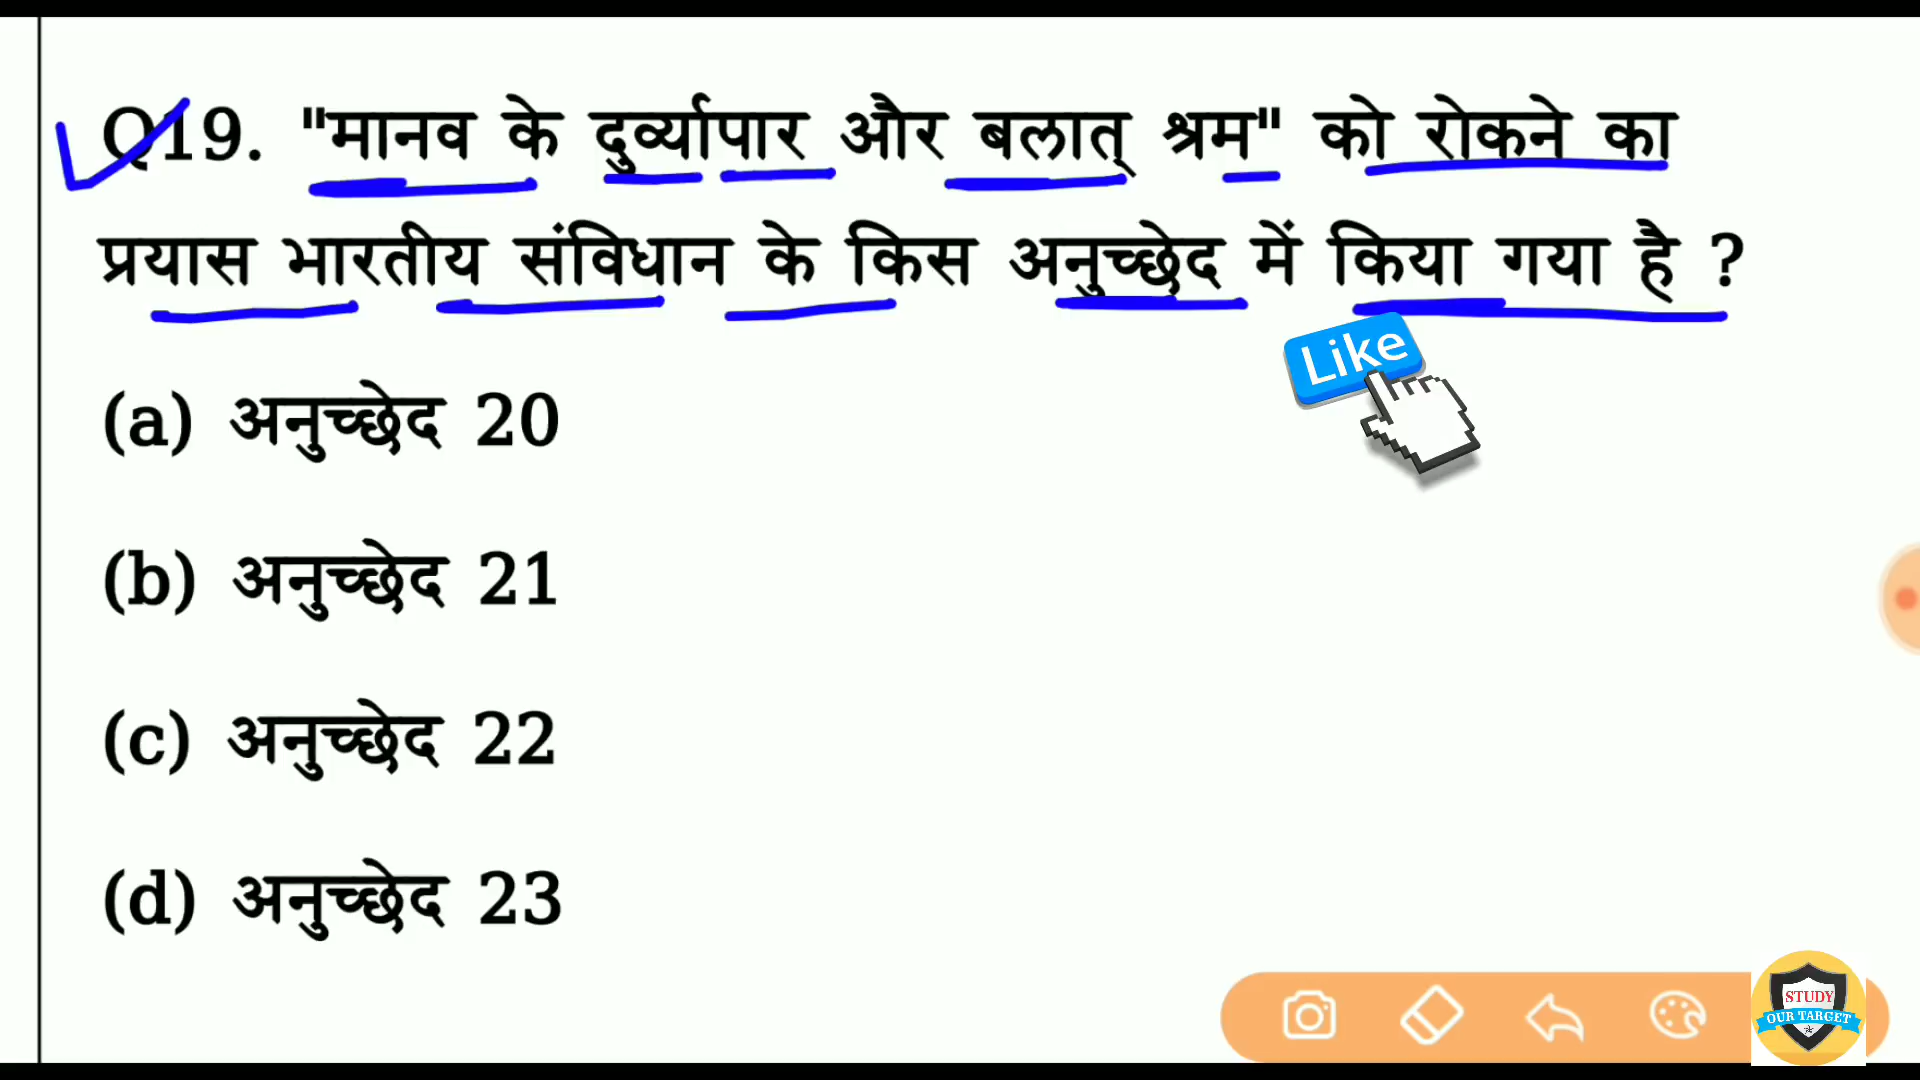 Q19. "मानव के दुर्व्यापार और बलात् श्रम" को रोकने का
प्रयास भारतीय संविधान के किस अनुच्छेद में किया गया है ?
Like
(a) अनुच्छेद 20
(b) अनुच्छेद 21
(c) अनुच्छेद 22
(d) अनुच्छेद 23
STUDY
OUR TARGET